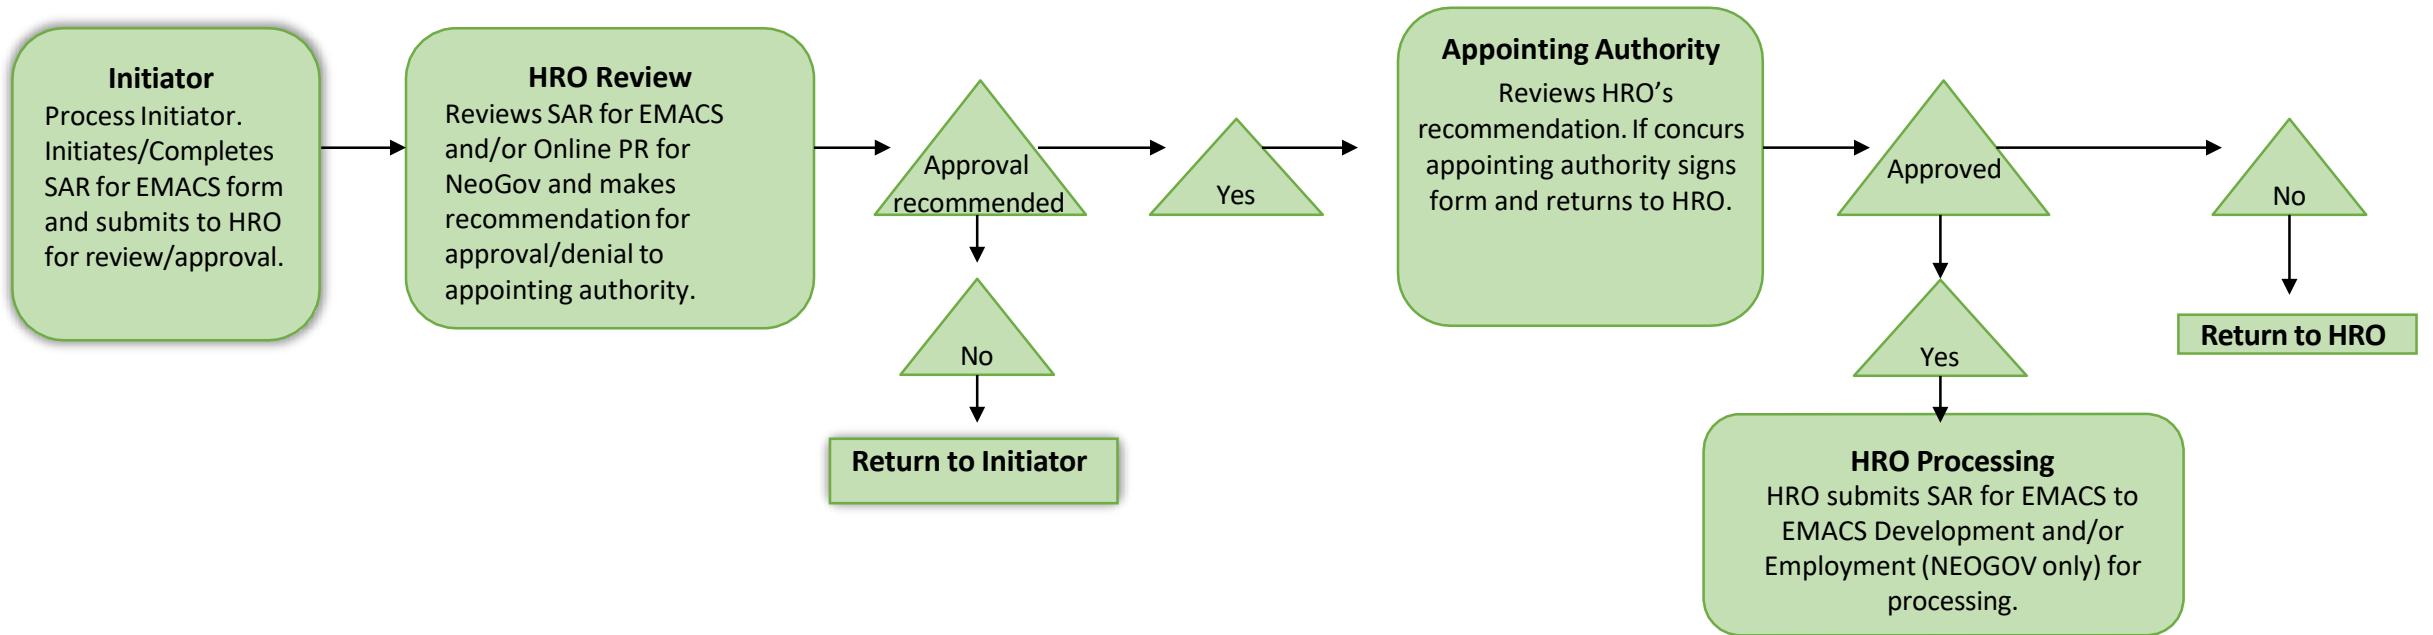 Initiator
Process Initiator.
Initiates/Completes
SAR for EMACS form
and submits to HRO
for review/approval.
HRO Review
Reviews SAR for EMACS
and/or Online PR for
NeoGov and makes
recommendation for
approval/denial to
appointing authority.
Approval
recommended
No
Return to Initiator
Yes
Appointing Authority
Reviews HRO’s
recommendation. If concurs
appointing authority signs
form and returns to HRO.
Approved
Yes
HRO Processing
HRO submits SAR for EMACS to
EMACS Development and/or
Employment (NEOGOV only) for
processing.
No
Return to HRO